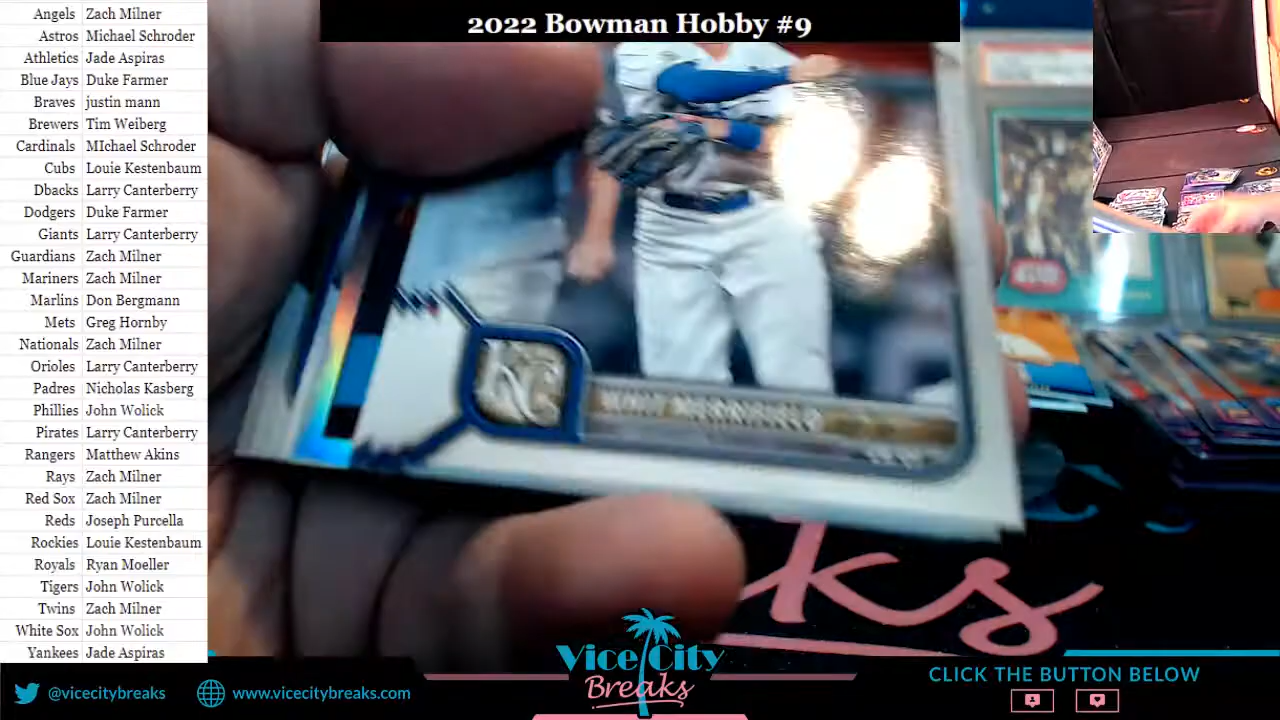 2022 Bowman Hobby #9
Angels Zach Milner
Astros Michael Schroder
Athletics Jade Aspiras
Blue Jays Duke Farmer
Braves justin mann
Brewers Tim Weiberg
Cardinals MIchael Schroder
Cubs Louie Kestenbaum
Dbacks Larry Canterberry
Dodgers Duke Farmer
Giants Larry Canterberry
Guardians Zach Milner
Mariners Zach Milner
Marlins Don Bergmann
Mets Greg Hornby
Nationals Zach Milner
Orioles Larry Canterberry
Padres Nicholas Kasberg
Phillies John Wolick
Pirates Larry Canterberry
Rangers Matthew Akins
Rays Zach Milner
Red Sox Zach Milner
Reds Joseph Purcella
Rockies Louie Kestenbaum
Royals Ryan Moeller
Tigers John Wolick
Twins Zach Milner
White Sox John Wolick
Yankees Jade Aspiras
KC
WHIT MERRIFIELD
ks
@vicecitybreaks
www.vicecitybreaks.com
Vice City
Breaks
CLICK THE BUTTON BELOW